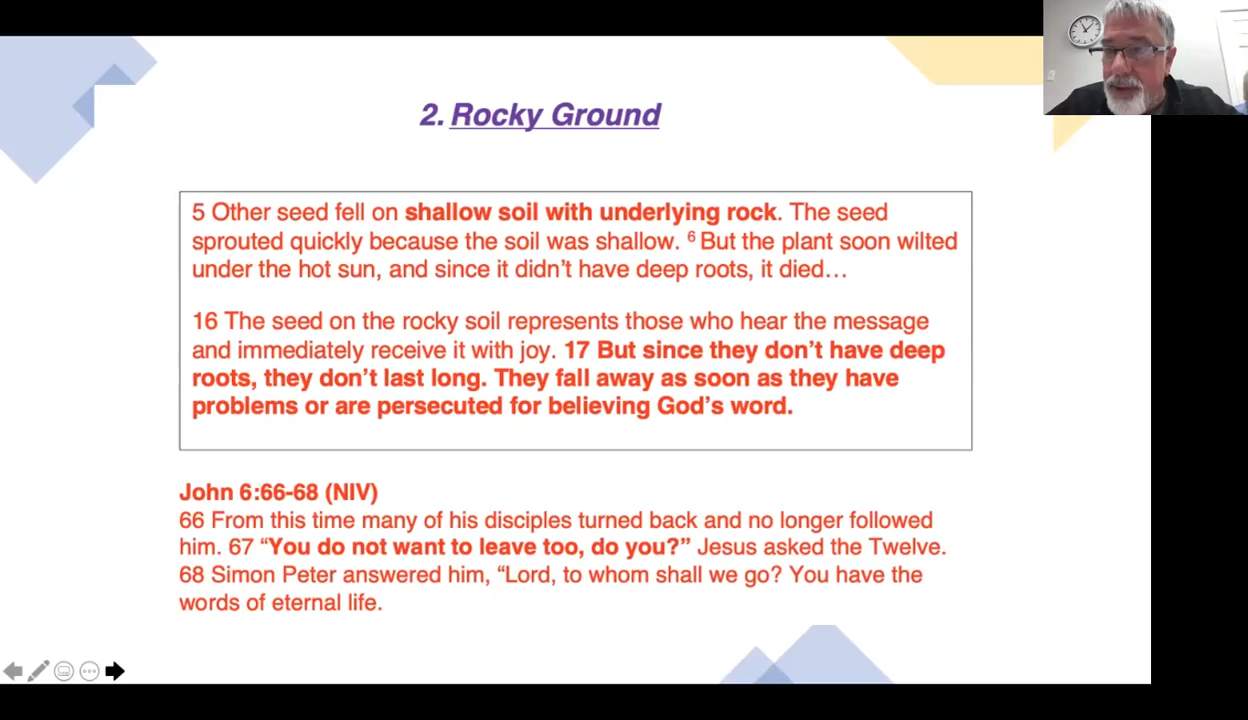 2. Rocky Ground
5 Other seed fell on shallow soil with underlying rock. The seed
sprouted quickly because the soil was shallow. ⁶ But the plant soon wilted
under the hot sun, and since it didn’t have deep roots, it died…
16 The seed on the rocky soil represents those who hear the message
and immediately receive it with joy. 17 But since they don’t have deep
roots, they don’t last long. They fall away as soon as they have
problems or are persecuted for believing God’s word.
John 6:66-68 (NIV)
66 From this time many of his disciples turned back and no longer followed
him. 67 “You do not want to leave too, do you?” Jesus asked the Twelve.
68 Simon Peter answered him, “Lord, to whom shall we go? You have the
words of eternal life.